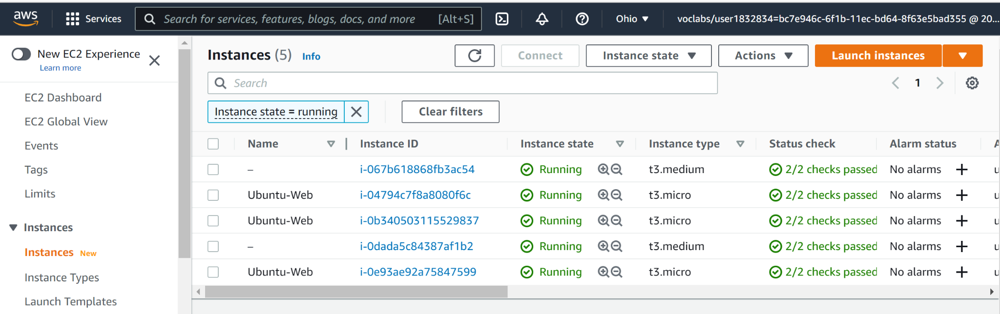 aws Services Search for services, features, blogs, docs, and more [Alt+S] Ohio voclabs/user1832834=bc7e946c-6f1b-11ec-bd64-8f63e5bad355 @ 20...
New EC2 Experience
Learn more
EC2 Dashboard
EC2 Global View
Events
Tags
Limits
Instances
Instances New
Instance Types
Launch Templates
Instances (5) Info Connect Instance state Actions Launch instances
Search 1
Instance state = running Clear filters
Name Instance ID Instance state Instance type Status check Alarm status
– i-067b618868fb3ac54 Running t3.medium 2/2 checks passed No alarms +
Ubuntu-Web i-04794c7f8a8080f6c Running t3.micro 2/2 checks passed No alarms +
Ubuntu-Web i-0b340503115529837 Running t3.micro 2/2 checks passed No alarms +
– i-0dada5c84387af1b2 Running t3.medium 2/2 checks passed No alarms +
Ubuntu-Web i-0e93ae92a75847599 Running t3.micro 2/2 checks passed No alarms +